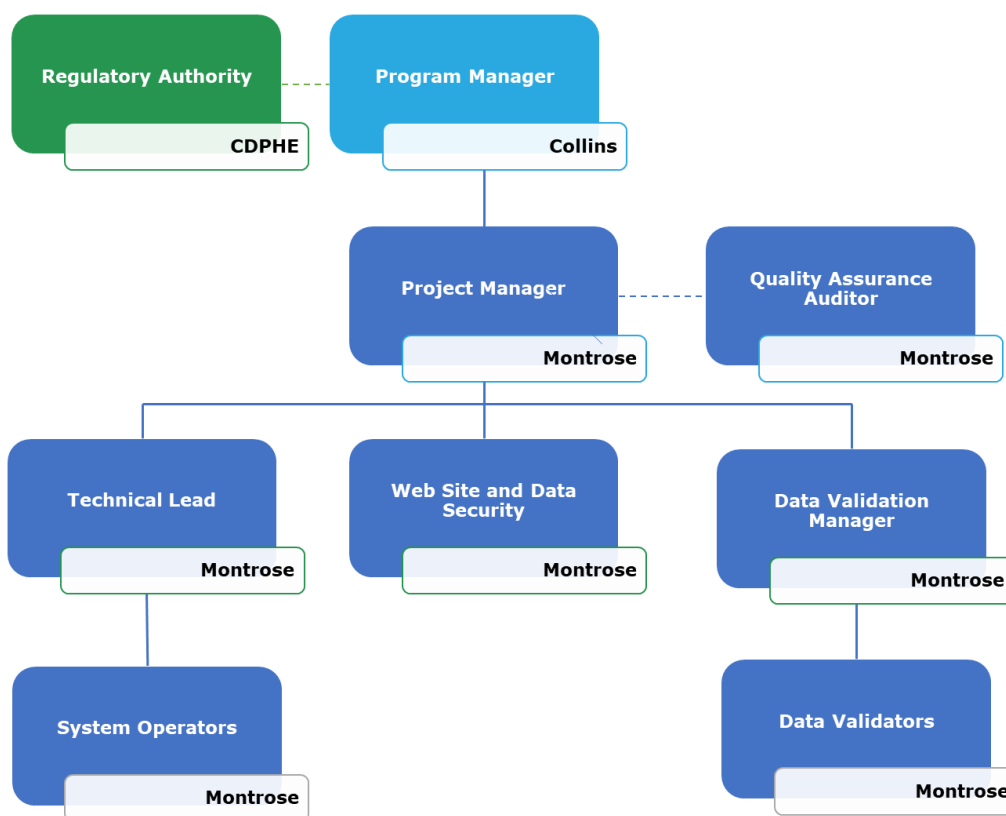 Regulatory Authority
CDPHE
Program Manager
Collins
Project Manager
Montrose
Quality Assurance
Auditor
Montrose
Technical Lead
Montrose
Web Site and Data
Security
Montrose
Data Validation
Manager
Montrose
System Operators
Montrose
Data Validators
Montrose